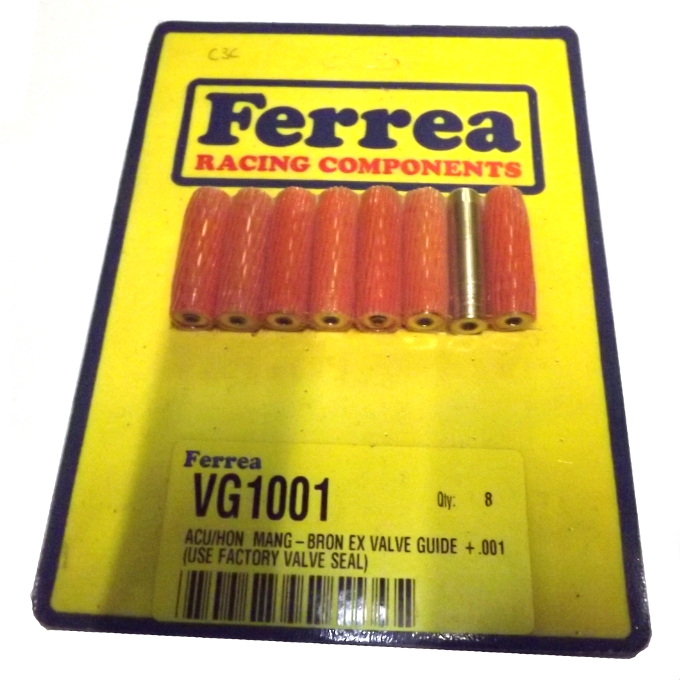 C3C
Ferrea
RACING COMPONENTS
Ferrea
VG1001
Qty: 8
ACU/HON MANG-BRON EX VALVE GUIDE +.001
(USE FACTORY VALVE SEAL)